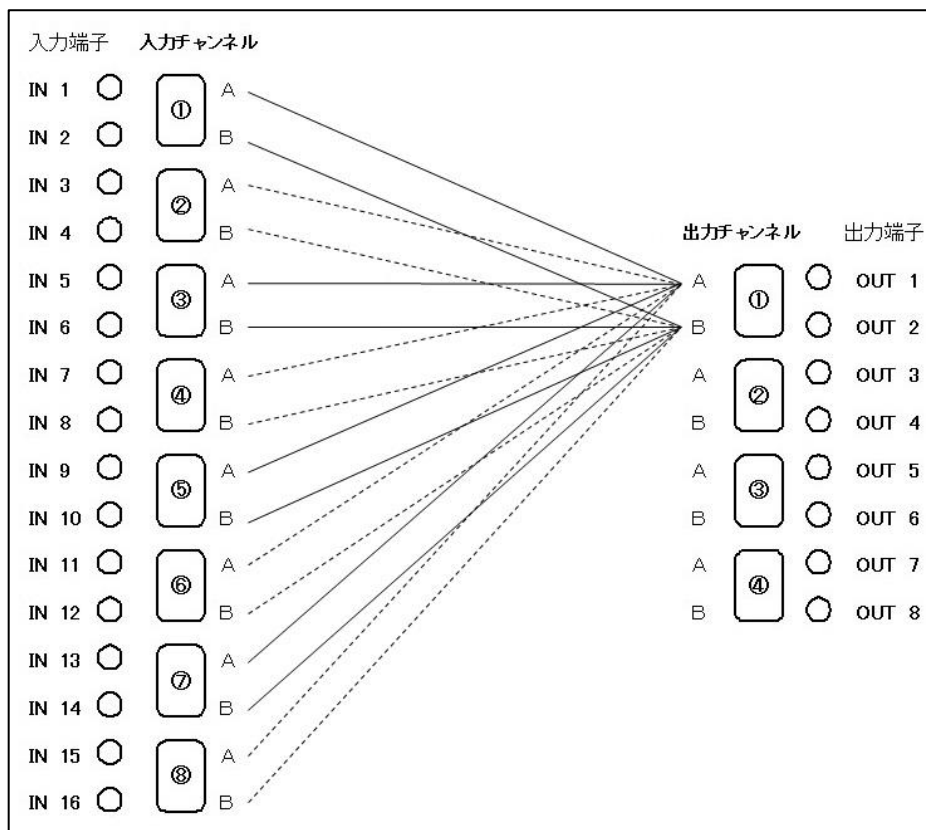 入力端子 入力チャンネル
IN 1 ① A
IN 2 B
IN 3 ② A
IN 4 B
IN 5 ③ A
IN 6 B
IN 7 ④ A
IN 8 B
IN 9 ⑤ A
IN 10 B
IN 11 ⑥ A
IN 12 B
IN 13 ⑦ A
IN 14 B
IN 15 ⑧ A
IN 16 B
出力チャンネル 出力端子
A ① OUT 1
B OUT 2
A ② OUT 3
B OUT 4
A ③ OUT 5
B OUT 6
A ④ OUT 7
B OUT 8